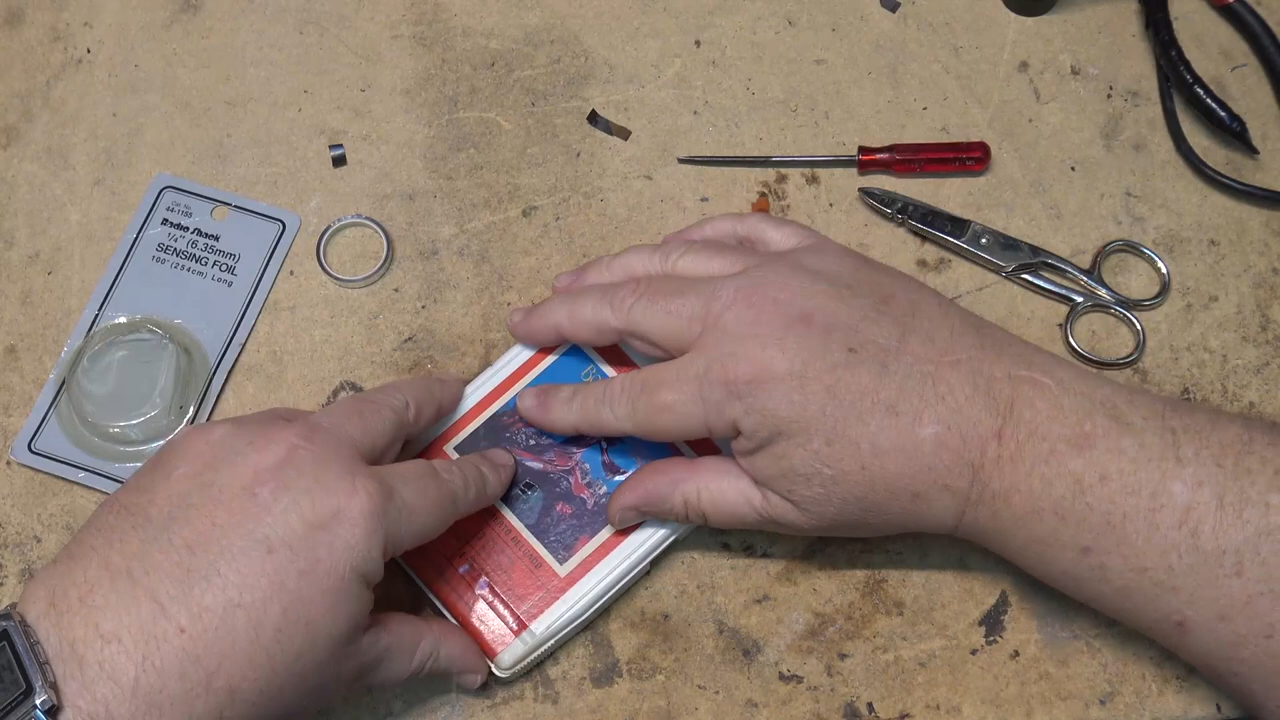 Cat. No.
44-1155
Radio Shack
1/4" (6.35mm)
SENSING FOIL
100" (254cm) Long